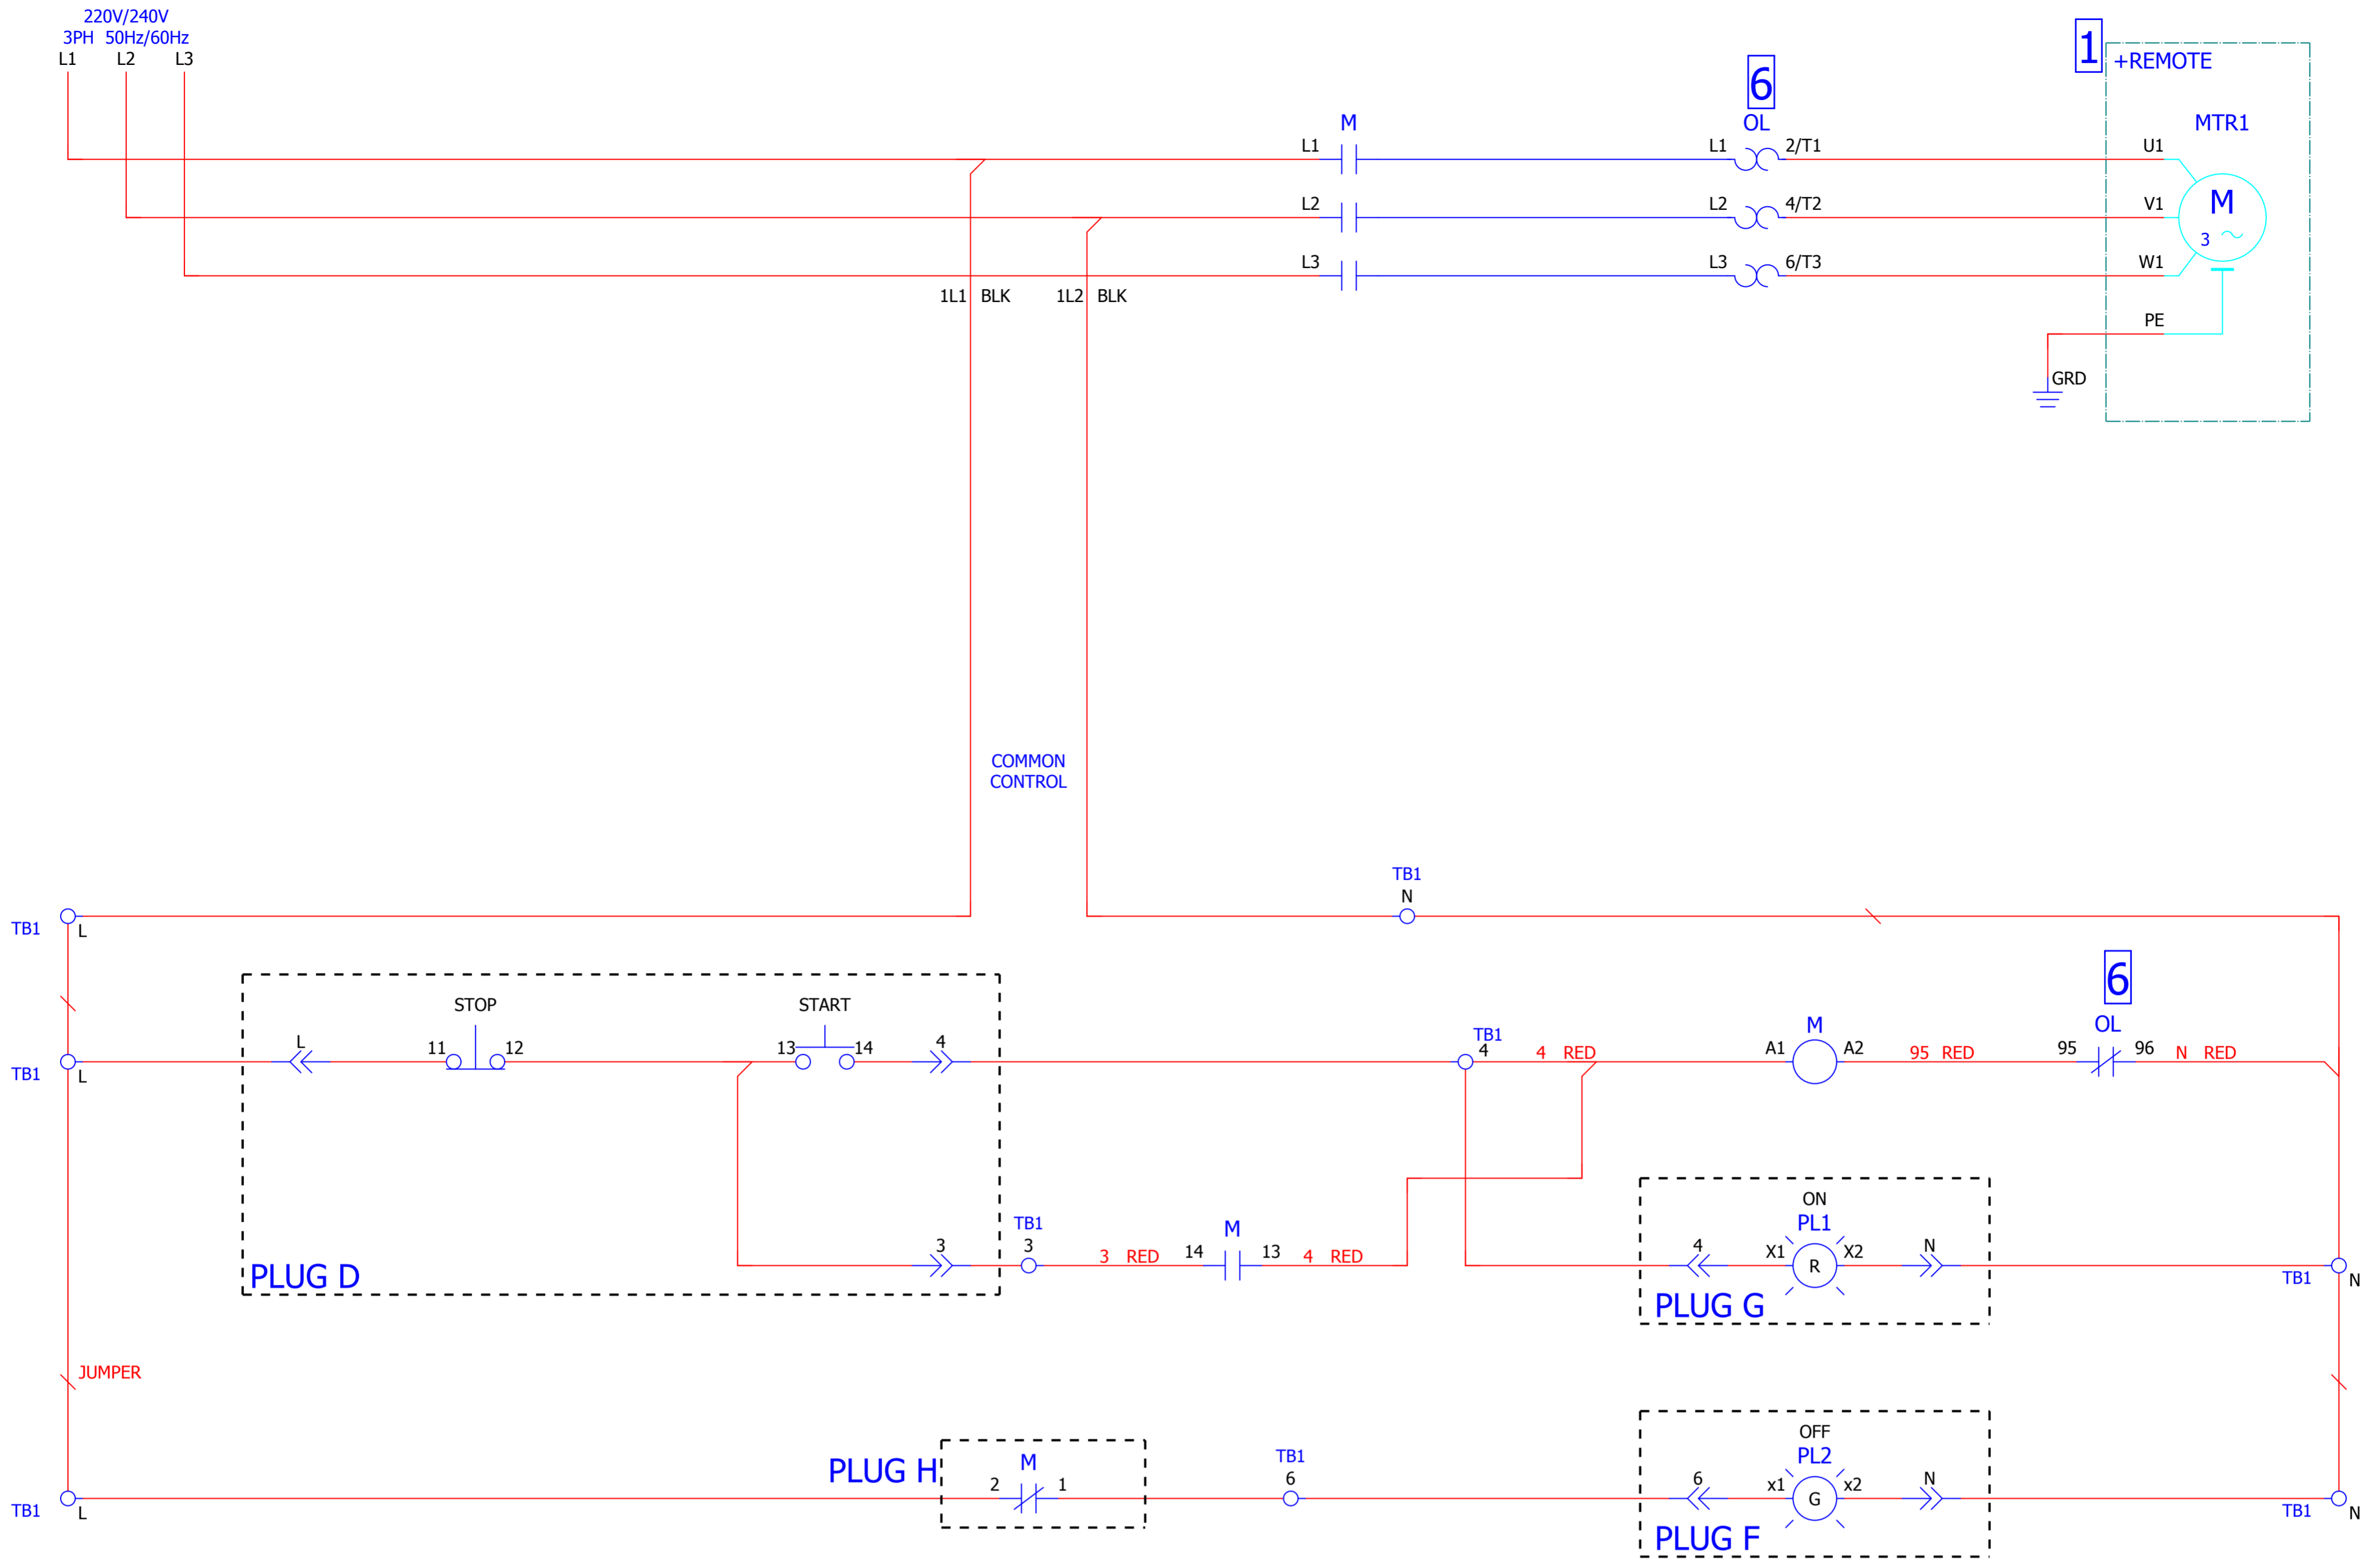 220V/240V
3PH 50Hz/60Hz
L1 L2 L3
1
+REMOTE
6
M OL MTR1
L1 L1 2/T1 U1
M
L2 L2 4/T2 V1
3
L3 L3 6/T3 W1
1L1 BLK 1L2 BLK
PE
GRD
COMMON
CONTROL
TB1
N
TB1 L
6
STOP START
OL
M
TB1
L 11 12 13 14 4 4 4 RED A1 A2 95 RED 95 96 N RED
TB1 L
ON
PL1
TB1 M
3 3 3 RED 14 13 4 RED 4 X1 R X2 N
PLUG D
TB1 N
PLUG G
JUMPER
OFF
PL2
PLUG H M TB1
2 1 6 6 x1 G x2 N
TB1 L
TB1 N
PLUG F